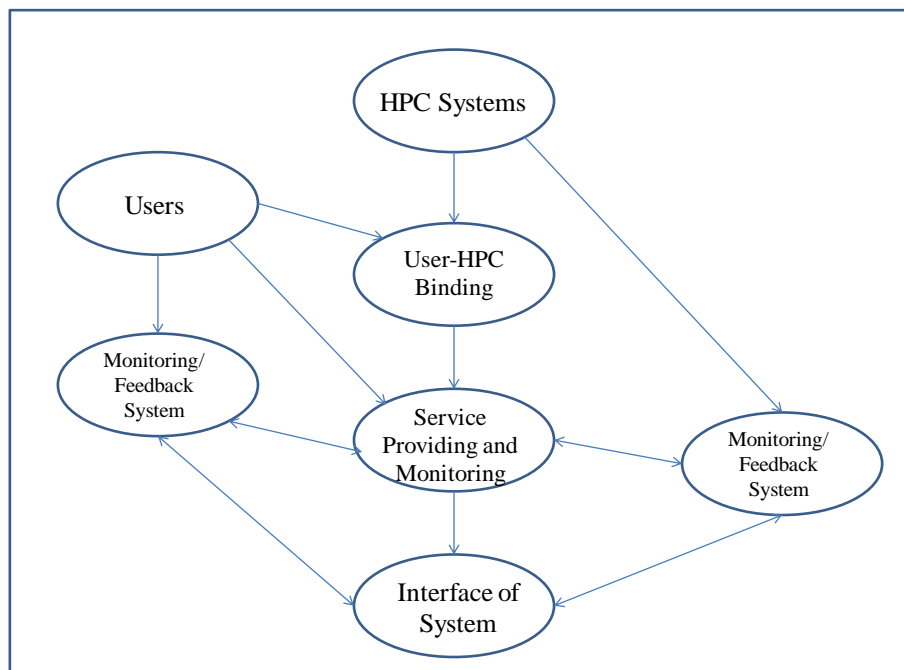 HPC Systems
Users
User-HPC
Binding
Monitoring/
Feedback
System
Service
Providing and
Monitoring
Monitoring/
Feedback
System
Interface of
System